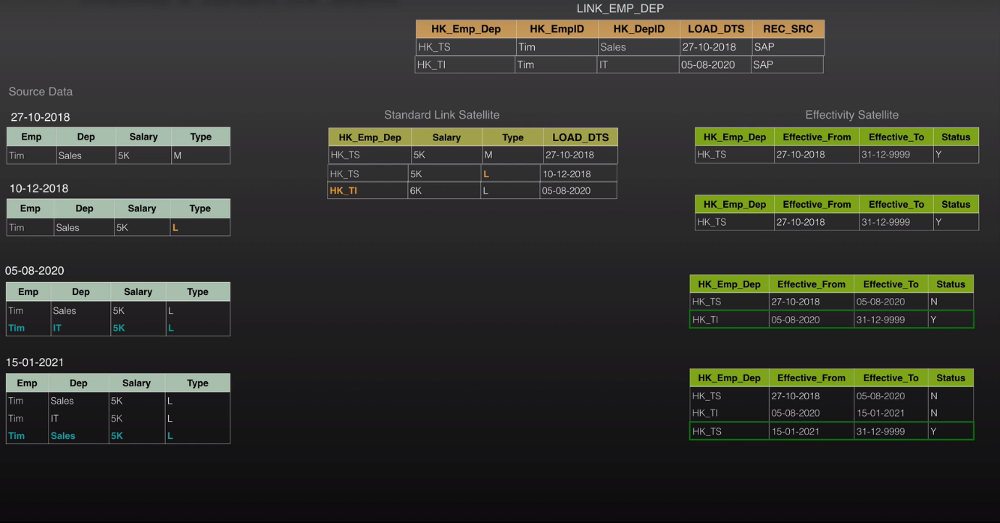 LINK_EMP_DEP
HK_Emp_Dep HK_EmpID HK_DepID LOAD_DTS REC_SRC
HK_TS Tim Sales 27-10-2018 SAP
HK_TI Tim IT 05-08-2020 SAP
Source Data
27-10-2018
Emp Dep Salary Type
Tim Sales 5K M
10-12-2018
Emp Dep Salary Type
Tim Sales 5K L
05-08-2020
Emp Dep Salary Type
Tim Sales 5K L
Tim IT 5K L
15-01-2021
Emp Dep Salary Type
Tim Sales 5K L
Tim IT 5K L
Tim Sales 5K L
Standard Link Satellite
HK_Emp_Dep Salary Type LOAD_DTS
HK_TS 5K M 27-10-2018
HK_TS 5K L 10-12-2018
HK_TI 6K L 05-08-2020
Effectivity Satellite
HK_Emp_Dep Effective_From Effective_To Status
HK_TS 27-10-2018 31-12-9999 Y
HK_Emp_Dep Effective_From Effective_To Status
HK_TS 27-10-2018 31-12-9999 Y
HK_Emp_Dep Effective_From Effective_To Status
HK_TS 27-10-2018 05-08-2020 N
HK_TI 05-08-2020 31-12-9999 Y
HK_Emp_Dep Effective_From Effective_To Status
HK_TS 27-10-2018 05-08-2020 N
HK_TI 05-08-2020 15-01-2021 N
HK_TS 15-01-2021 31-12-9999 Y